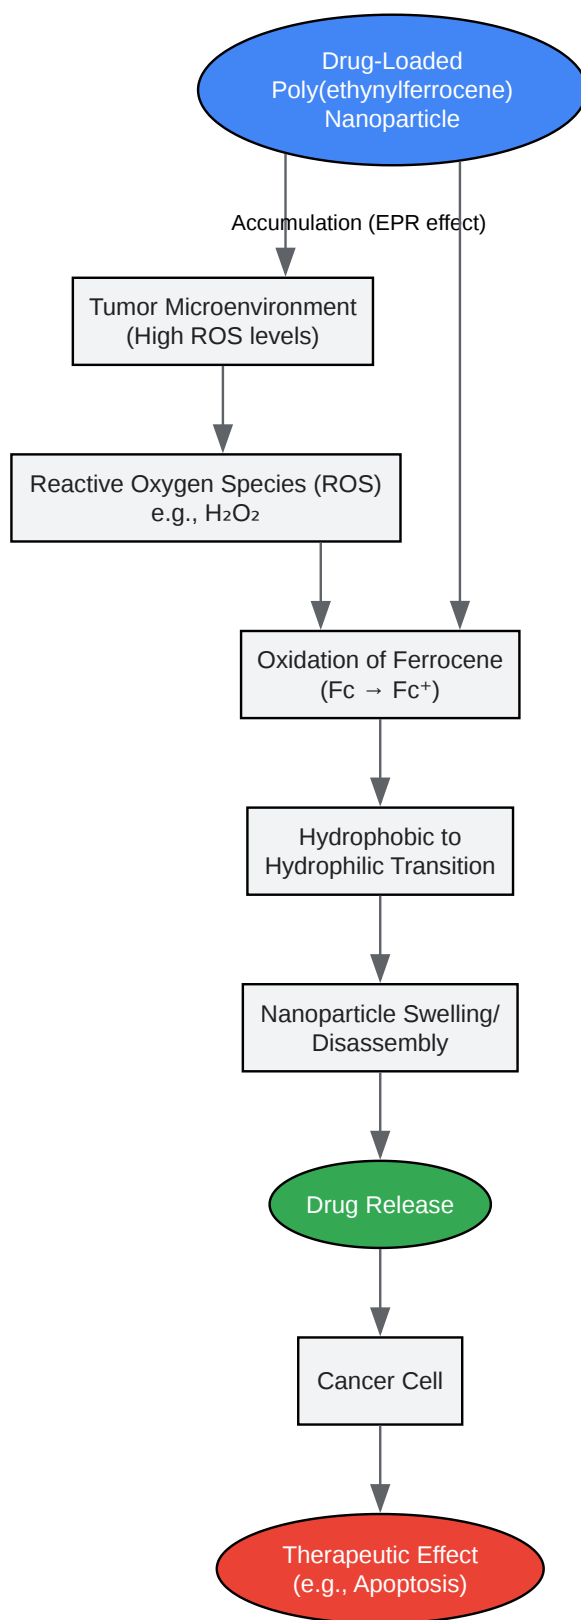 Drug-Loaded
Poly(ethynylferrocene)
Nanoparticle
Accumulation (EPR effect)
Tumor Microenvironment
(High ROS levels)
Reactive Oxygen Species (ROS)
e.g., H₂O₂
Oxidation of Ferrocene
(Fc → Fc⁺)
Hydrophobic to
Hydrophilic Transition
Nanoparticle Swelling/
Disassembly
Drug Release
Cancer Cell
Therapeutic Effect
(e.g., Apoptosis)